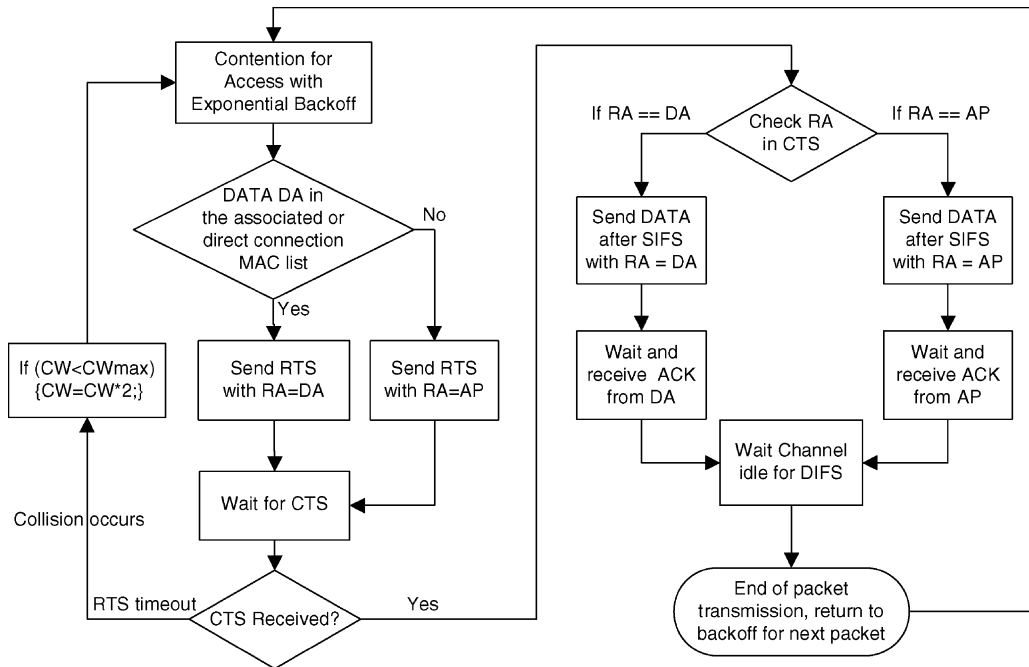 Contention for
Access with
Exponential Backoff
DATA DA in
the associated or
direct connection
MAC list
No
Yes
If (CW<CWmax)
{CW=CW*2;}
Send RTS
with RA=DA
Send RTS
with RA=AP
Wait for CTS
Collision occurs
RTS timeout
CTS Received?
Yes
If RA == DA
Check RA
in CTS
If RA == AP
Send DATA
after SIFS
with RA = DA
Send DATA
after SIFS
with RA = AP
Wait and
receive ACK
from DA
Wait and
receive ACK
from AP
Wait Channel
idle for DIFS
End of packet
transmission, return to
backoff for next packet